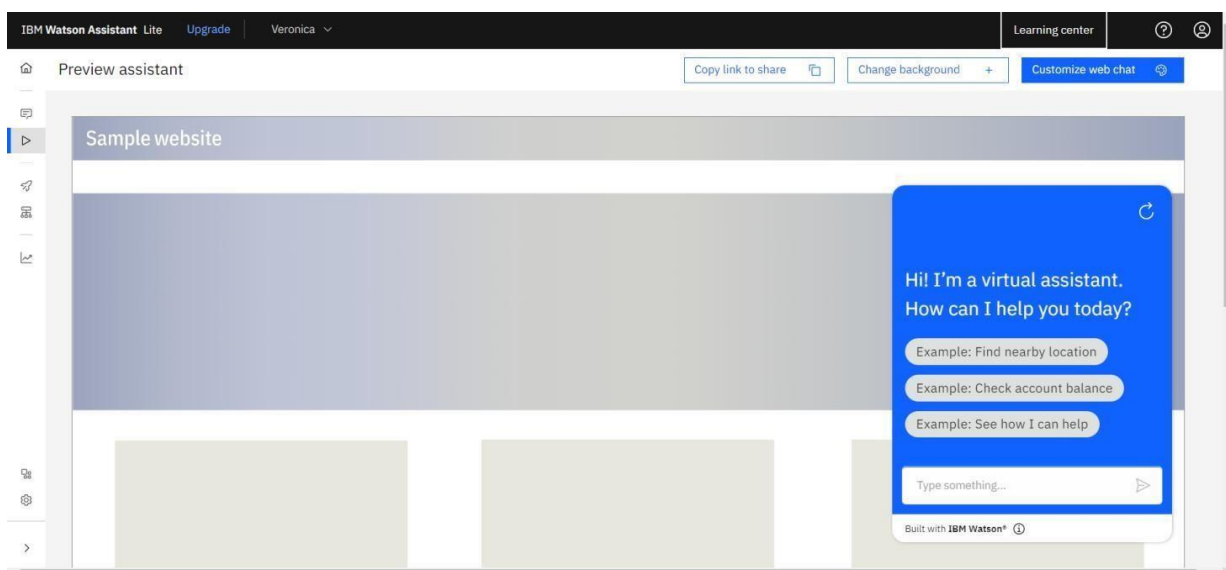 IBM Watson Assistant Lite Upgrade Veronica Learning center
Preview assistant Copy link to share Change background + Customize web chat
Sample website
Hi! I'm a virtual assistant.
How can I help you today?
Example: Find nearby location
Example: Check account balance
Example: See how I can help
Type something...
Built with IBM Watson®